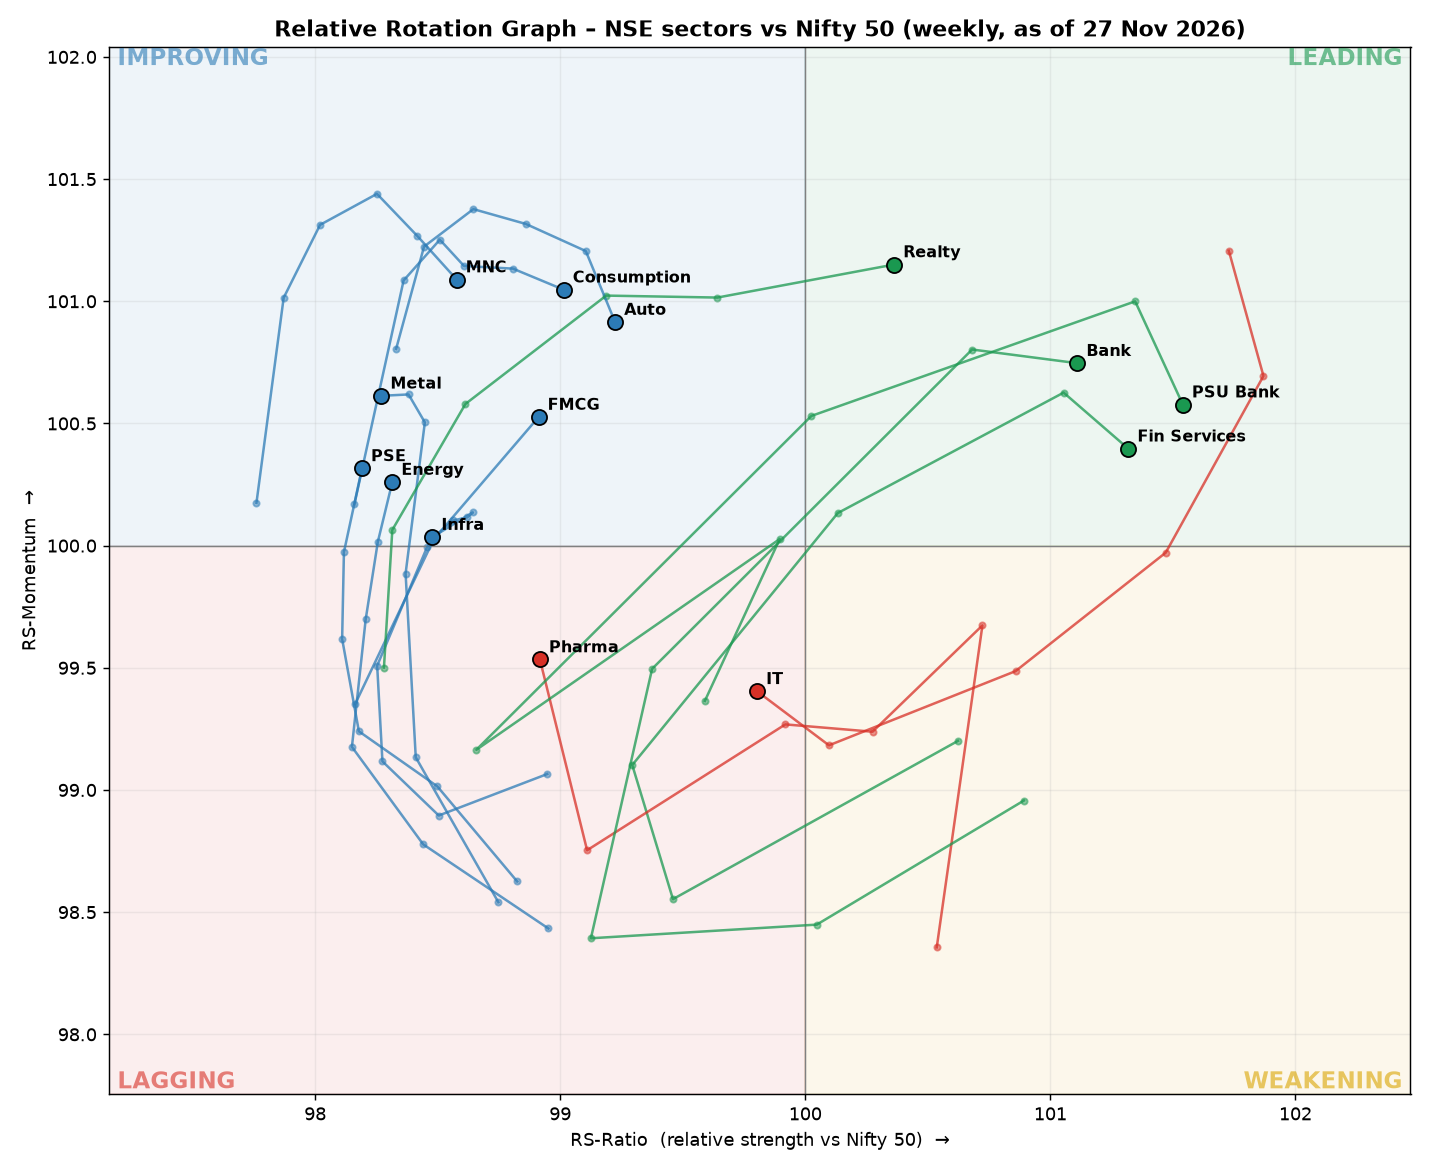 Relative Rotation Graph – NSE sectors vs Nifty 50 (weekly, as of 27 Nov 2026)
IMPROVING
LEADING
102.0
101.5
101.0
100.5
100.0
99.5
99.0
98.5
98.0
RS-Momentum →
Realty
MNC
Consumption
Auto
Bank
Metal
PSU Bank
FMCG
Fin Services
PSE
Energy
Infra
Pharma
IT
LAGGING
WEAKENING
98
99
100
101
102
RS-Ratio (relative strength vs Nifty 50) →